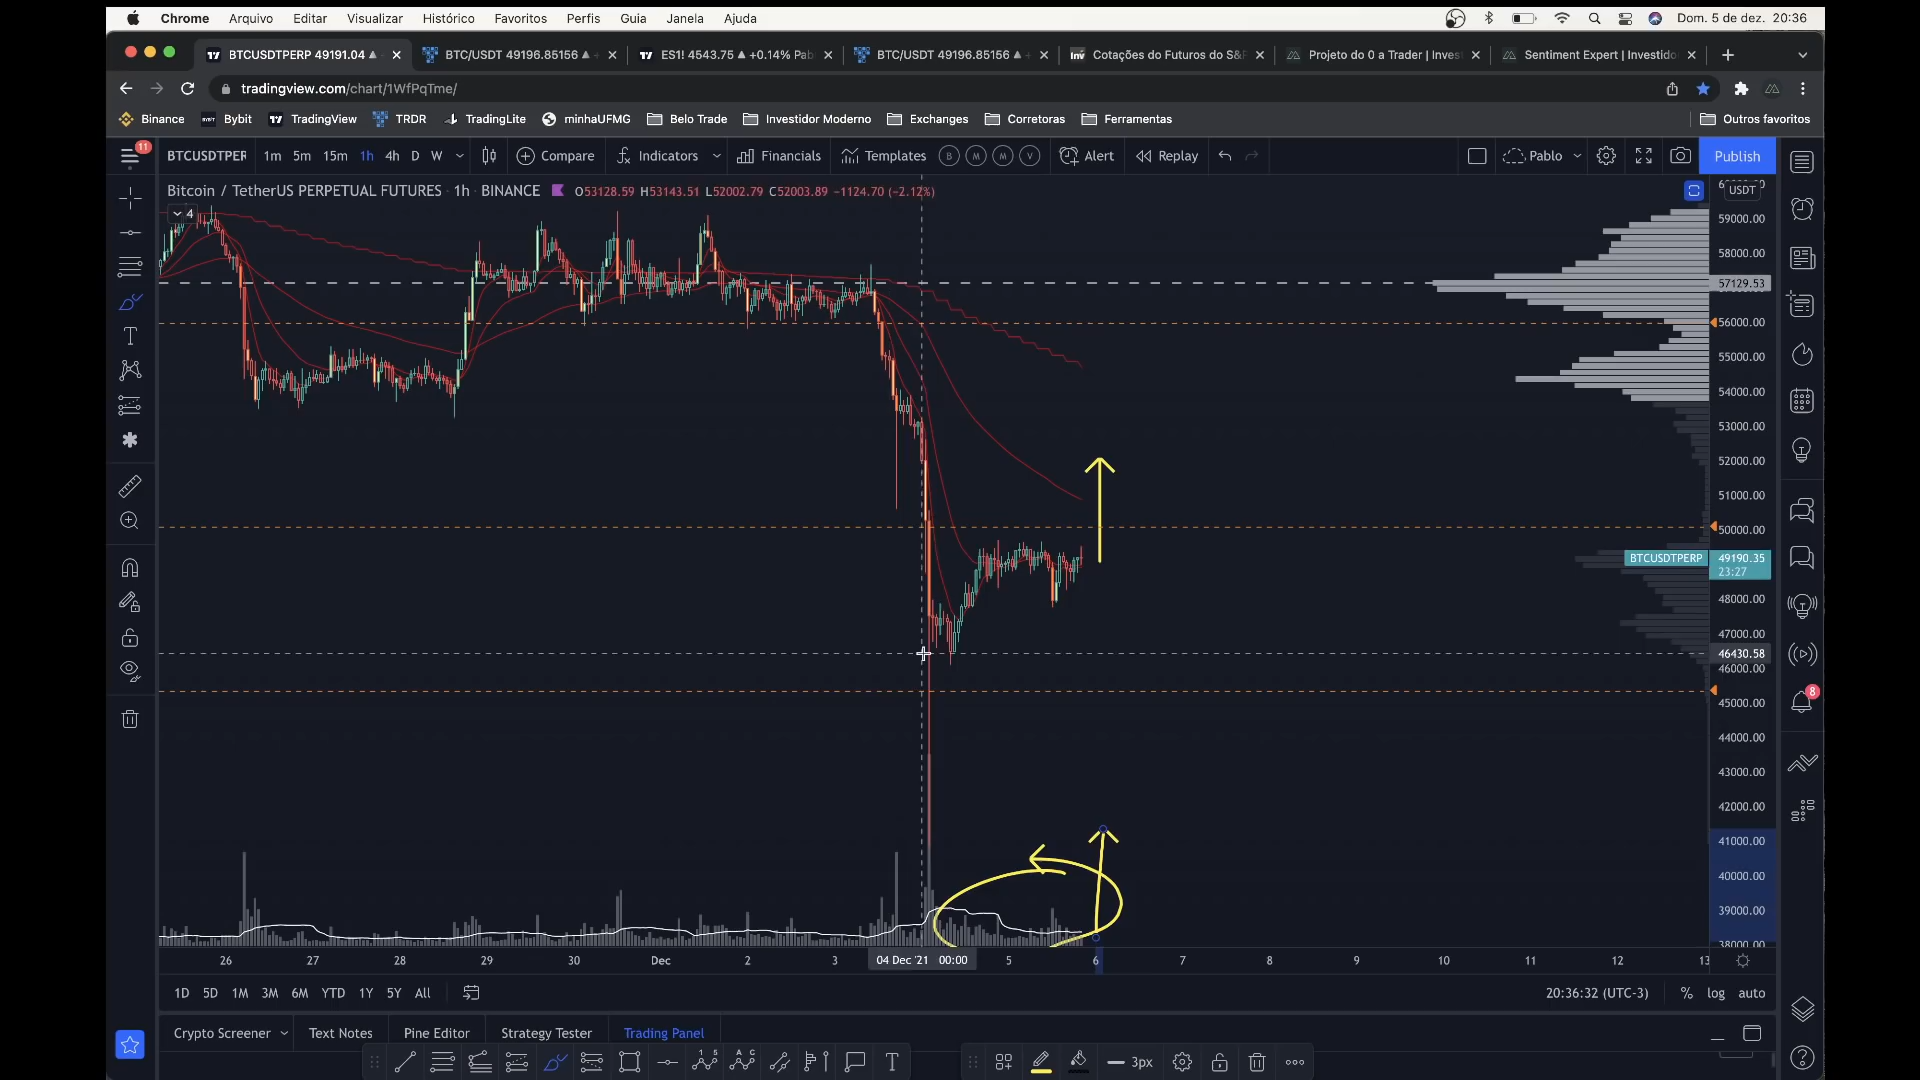 Chrome Arquivo Editar Visualizar Histórico Favoritos Perfis Guia Janela Ajuda Dom. 5 de dez. 20:36
BTCUSDTPERP 49191.04 ▲ BTC/USDT 49196.85156 ▲ ES1! 4543.75 ▲ +0.14% Pab BTC/USDT 49196.85156 ▲ Cotações do Futuros do S& Projeto do 0 a Trader | Inves Sentiment Expert | Investido
tradingview.com/chart/1WfPqTme/
Binance Bybit TradingView TRDR TradingLite minhaUFMG Belo Trade Investidor Moderno Exchanges Corretoras Ferramentas Outros favoritos
11
BTCUSDTPER 1m 5m 15m 1h 4h D W Compare Indicators Financials Templates B M M V Alert Replay Pablo Publish
Bitcoin / TetherUS PERPETUAL FUTURES · 1h · BINANCE O53128.59 H53143.51 L52002.79 C52003.89 −1124.70 (−2.12%)
USDT
4
59000.00
58000.00
57129.53
56000.00
55000.00
54000.00
53000.00
52000.00
51000.00
50000.00
BTCUSDTPERP 49190.35
23:27
48000.00
47000.00
46430.58
46000.00
8
45000.00
44000.00
43000.00
42000.00
41000.00
40000.00
39000.00
38000.00
26 27 28 29 30 Dec 2 3 04 Dec '21 00:00 5 6 7 8 9 10 11 12 13
1D 5D 1M 3M 6M YTD 1Y 5Y All 20:36:32 (UTC-3) % log auto
Crypto Screener Text Notes Pine Editor Strategy Tester Trading Panel
3px